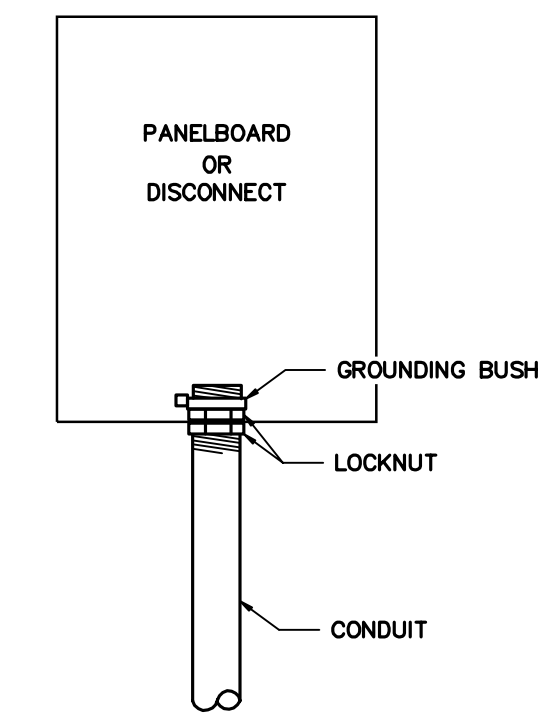 PANELBOARD
OR
DISCONNECT
GROUNDING BUSH
LOCKNUT
CONDUIT